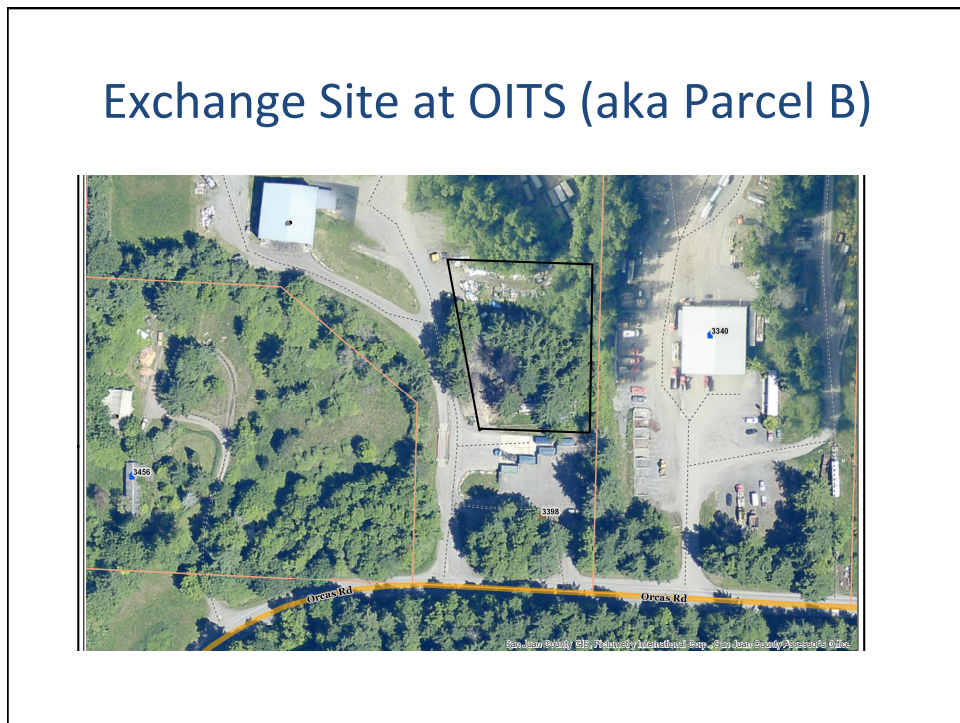 Exchange Site at OITS (aka Parcel B)
3340
3456
3398
Orcas Rd
Orcas Rd
San Juan County GIS, Pictometry International Corp., San Juan County Assessor's Office